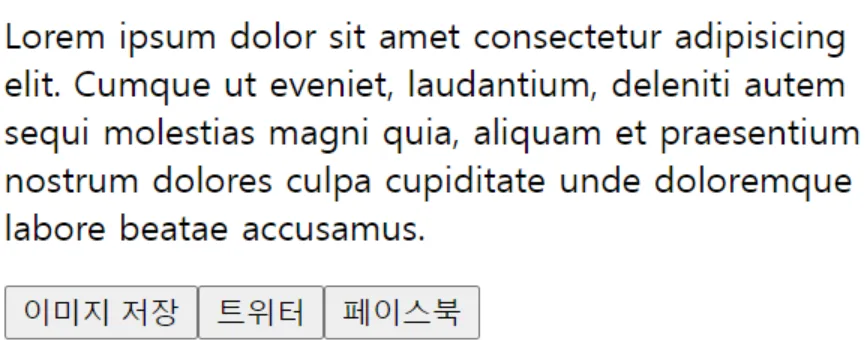 Lorem ipsum dolor sit amet consectetur adipisicing
elit. Cumque ut eveniet, laudantium, deleniti autem
sequi molestias magni quia, aliquam et praesentium
nostrum dolores culpa cupiditate unde doloremque
labore beatae accusamus.
이미지 저장 트위터 페이스북